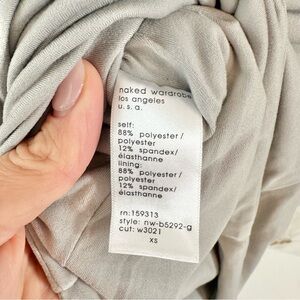 naked wardrobe
los angeles
u. s. a.
self:
88% polyester /
polyester
12% spandex/
élasthanne
lining:
88% polyester /
polyester
12% spandex/
élasthanne
rn:159313
style: nw-b5292-g
cut: w3021
xs